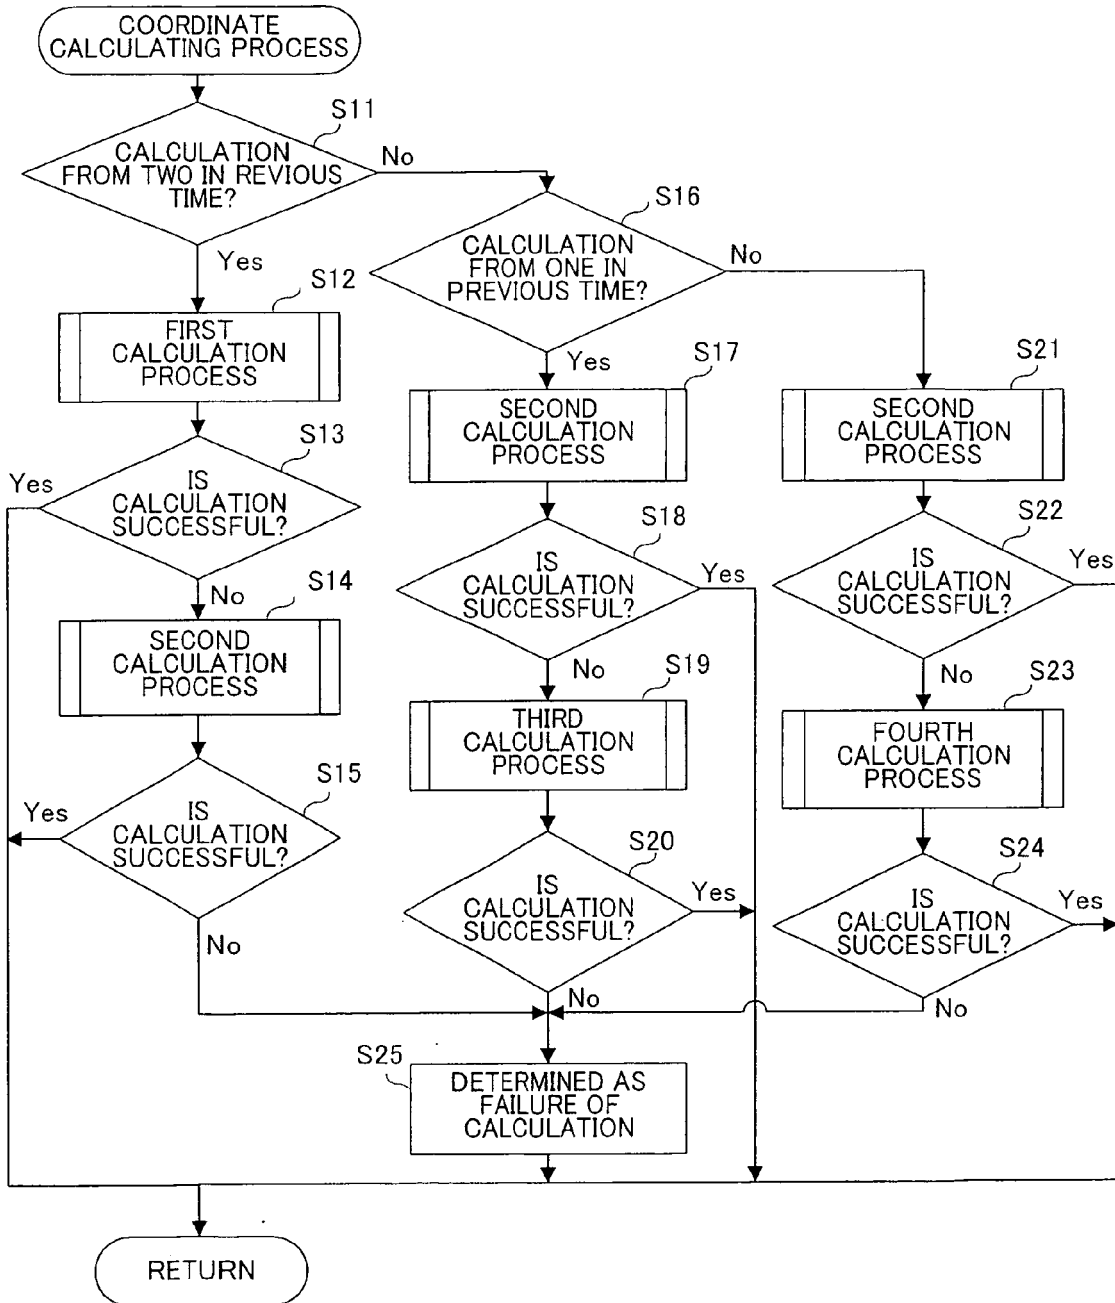 COORDINATE
CALCULATING PROCESS
S11
CALCULATION
FROM TWO IN REVIOUS
TIME?
No
Yes
S16
CALCULATION
FROM ONE IN
PREVIOUS TIME?
No
Yes
S12
FIRST
CALCULATION
PROCESS
S13
IS
CALCULATION
SUCCESSFUL?
Yes
No
S14
SECOND
CALCULATION
PROCESS
S15
IS
CALCULATION
SUCCESSFUL?
Yes
No
S17
SECOND
CALCULATION
PROCESS
S18
IS
CALCULATION
SUCCESSFUL?
Yes
No
S19
THIRD
CALCULATION
PROCESS
S20
IS
CALCULATION
SUCCESSFUL?
Yes
No
S21
SECOND
CALCULATION
PROCESS
S22
IS
CALCULATION
SUCCESSFUL?
Yes
No
S23
FOURTH
CALCULATION
PROCESS
S24
IS
CALCULATION
SUCCESSFUL?
Yes
No
S25
DETERMINED AS
FAILURE OF
CALCULATION
RETURN